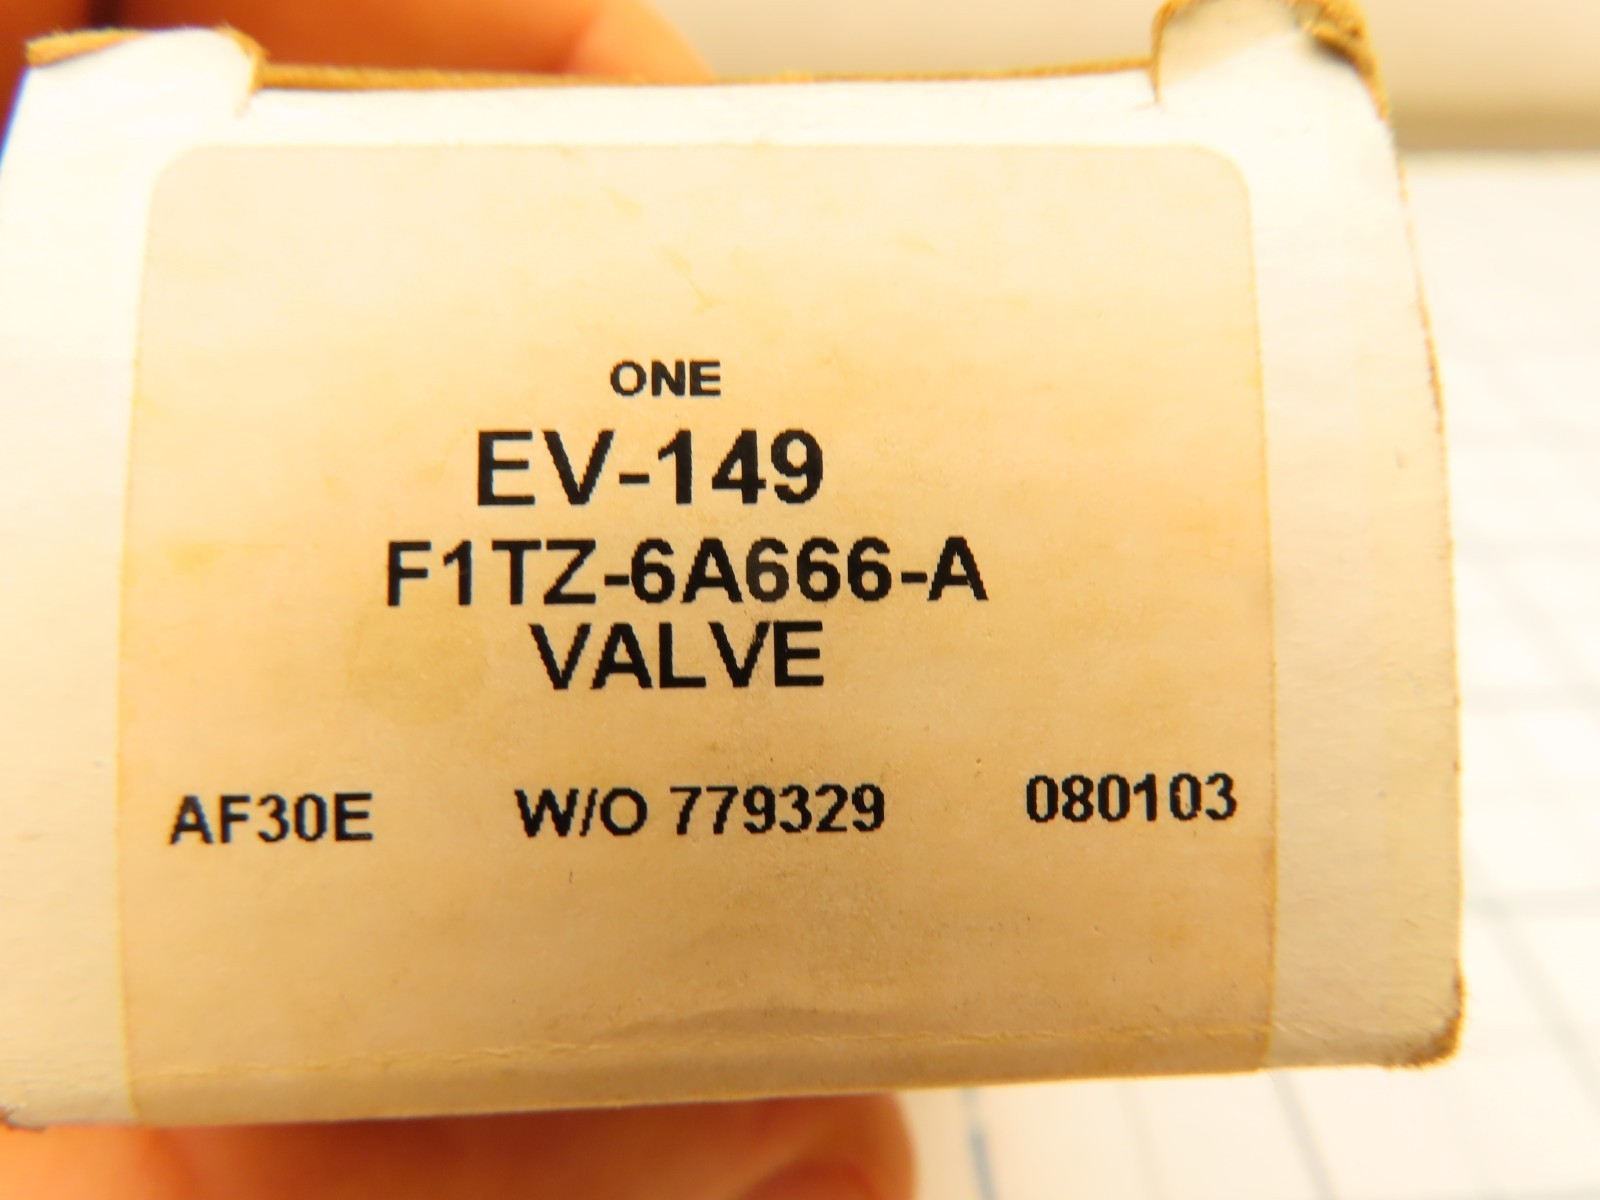 ONE
EV-149
F1TZ-6A666-A
VALVE
AF30E W/O 779329 080103